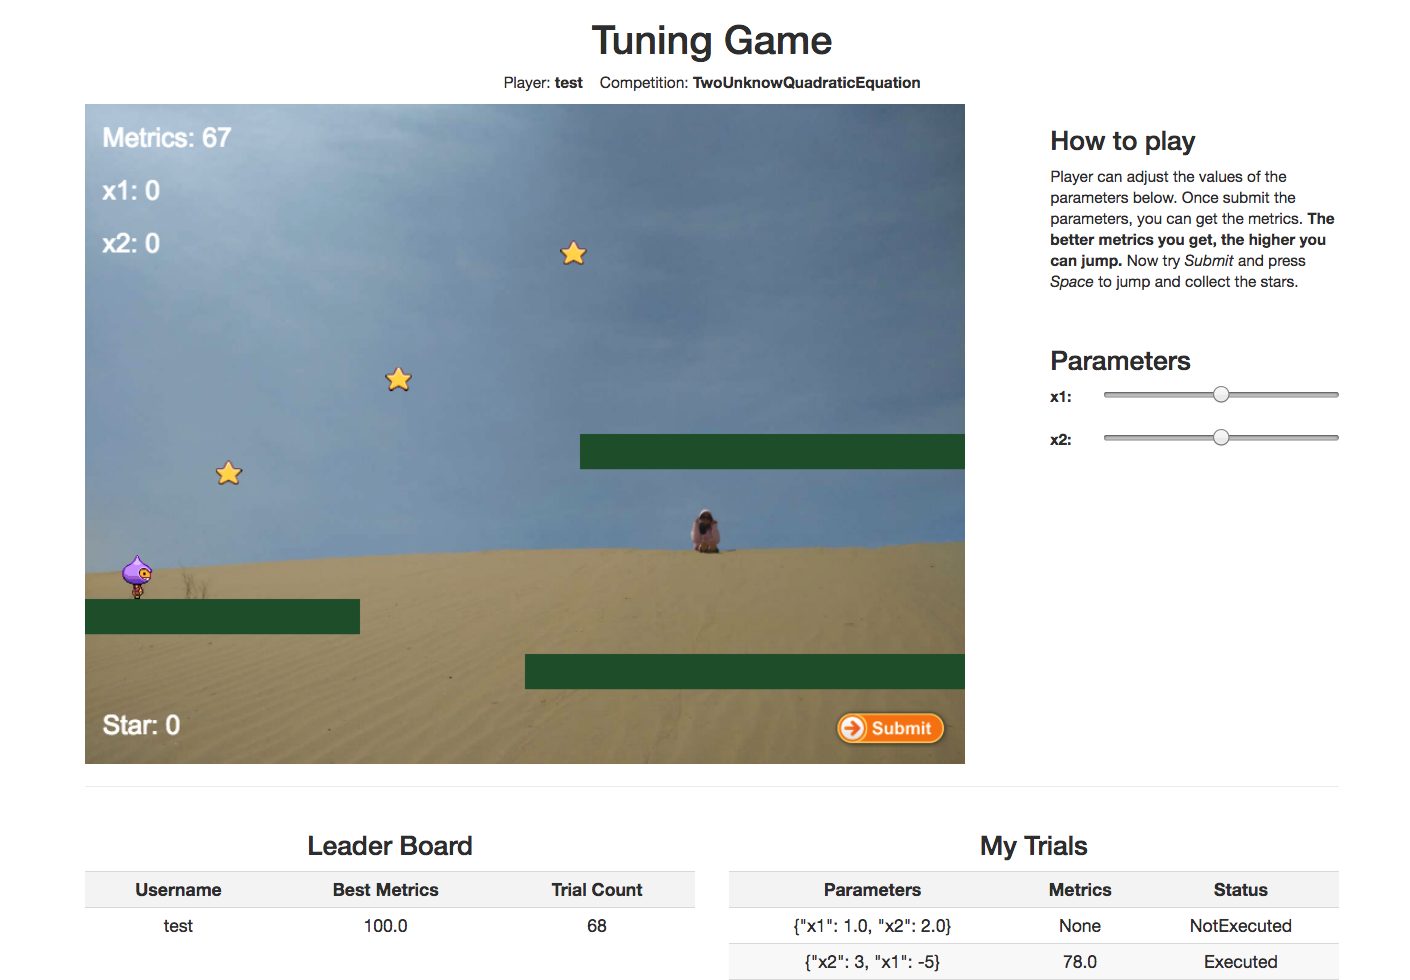 Tuning Game
Player: test Competition: TwoUnknowQuadraticEquation
Metrics: 67
x1: 0
x2: 0
Star: 0
Submit
How to play
Player can adjust the values of the
parameters below. Once submit the
parameters, you can get the metrics. The
better metrics you get, the higher you
can jump. Now try Submit and press
Space to jump and collect the stars.
Parameters
x1:
x2:
Leader Board
Username Best Metrics Trial Count
test 100.0 68
My Trials
Parameters Metrics Status
{"x1": 1.0, "x2": 2.0} None NotExecuted
{"x2": 3, "x1": -5} 78.0 Executed